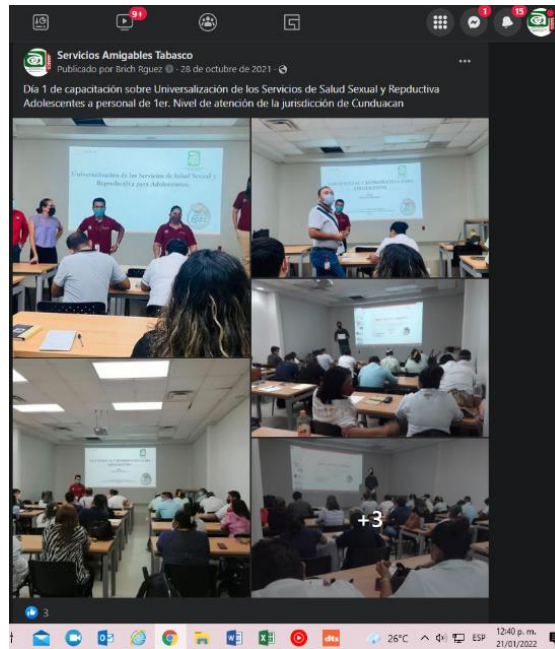 9+
1
15
Servicios Amigables Tabasco
Publicado por Brich Rguez · 28 de octubre de 2021 ·
Día 1 de capacitación sobre Universalización de los Servicios de Salud Sexual y Repductiva
Adolescentes a personal de 1er. Nivel de atención de la jurisdicción de Cunduacan
Universalización de los Servicios de Salud Sexual y
Reproductiva para Adolescentes.
+3
3
26°C
ESP
12:40 p. m.
21/01/2022